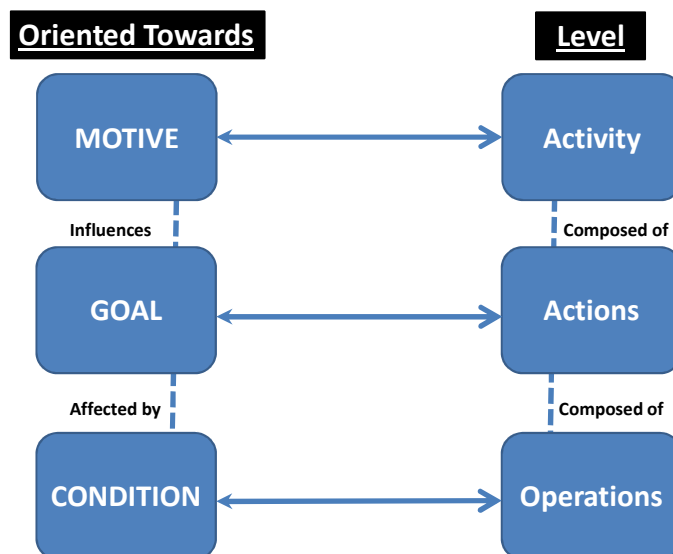 Oriented Towards
Level
MOTIVE
Activity
Influences
Composed of
GOAL
Actions
Affected by
Composed of
CONDITION
Operations